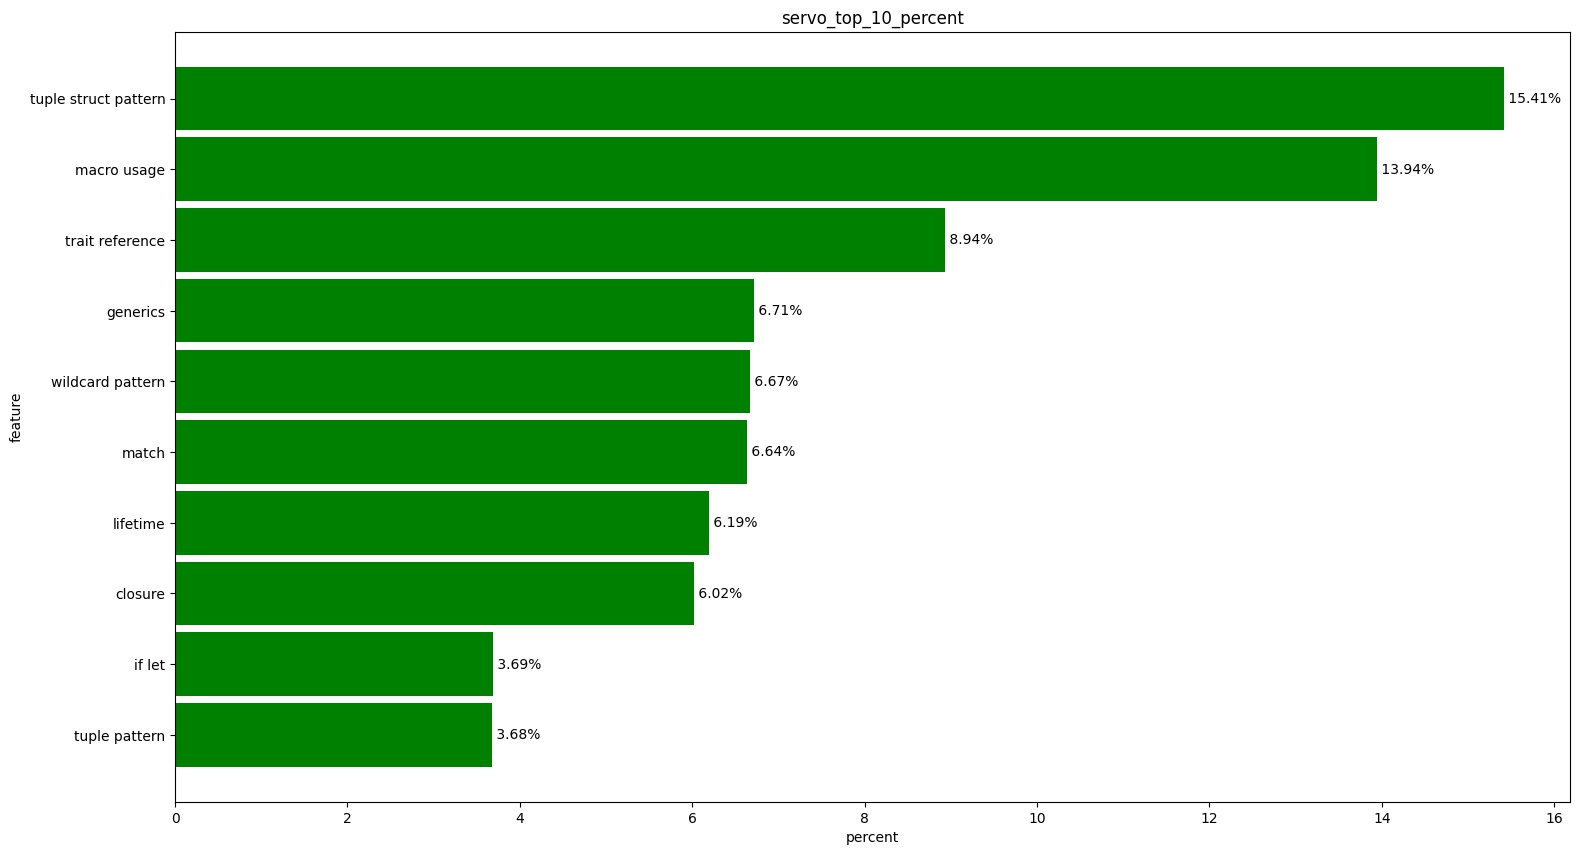 servo_top_10_percent
feature
tuple struct pattern 15.41%
macro usage 13.94%
trait reference 8.94%
generics 6.71%
wildcard pattern 6.67%
match 6.64%
lifetime 6.19%
closure 6.02%
if let 3.69%
tuple pattern 3.68%
0 2 4 6 8 10 12 14 16
percent